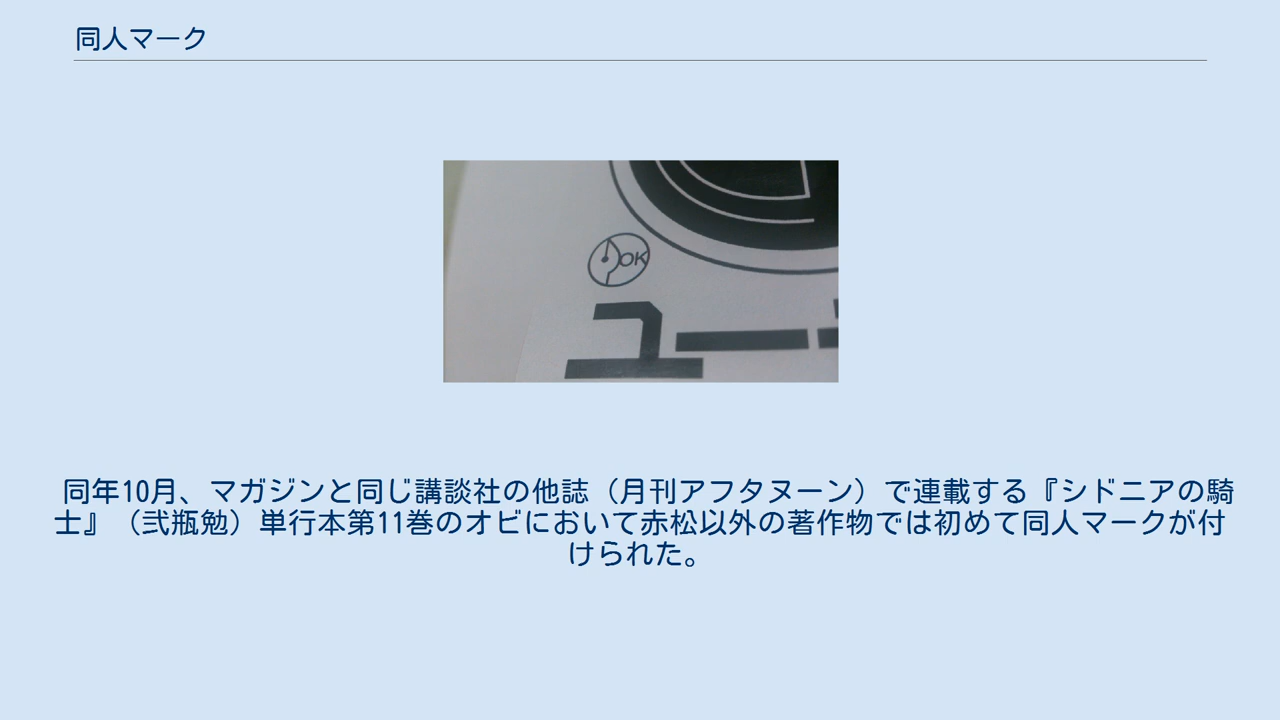 同人マーク
OK
ユー
同年10月、マガジンと同じ講談社の他誌（月刊アフタヌーン）で連載する『シドニアの騎
士』（弐瓶勉）単行本第11巻のオビにおいて赤松以外の著作物では初めて同人マークが付
けられた。